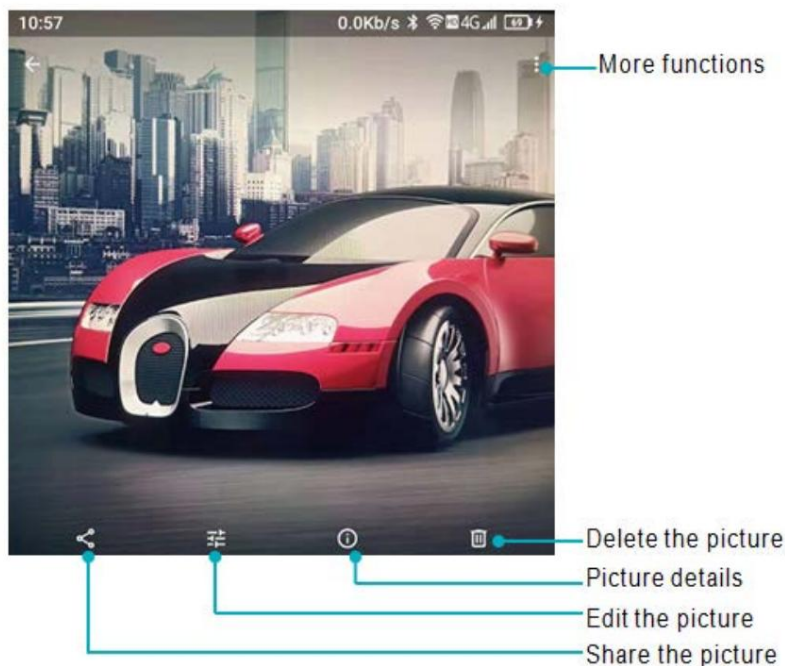 10:57 0.0Kb/s HD 4G 69
More functions
Delete the picture
Picture details
Edit the picture
Share the picture